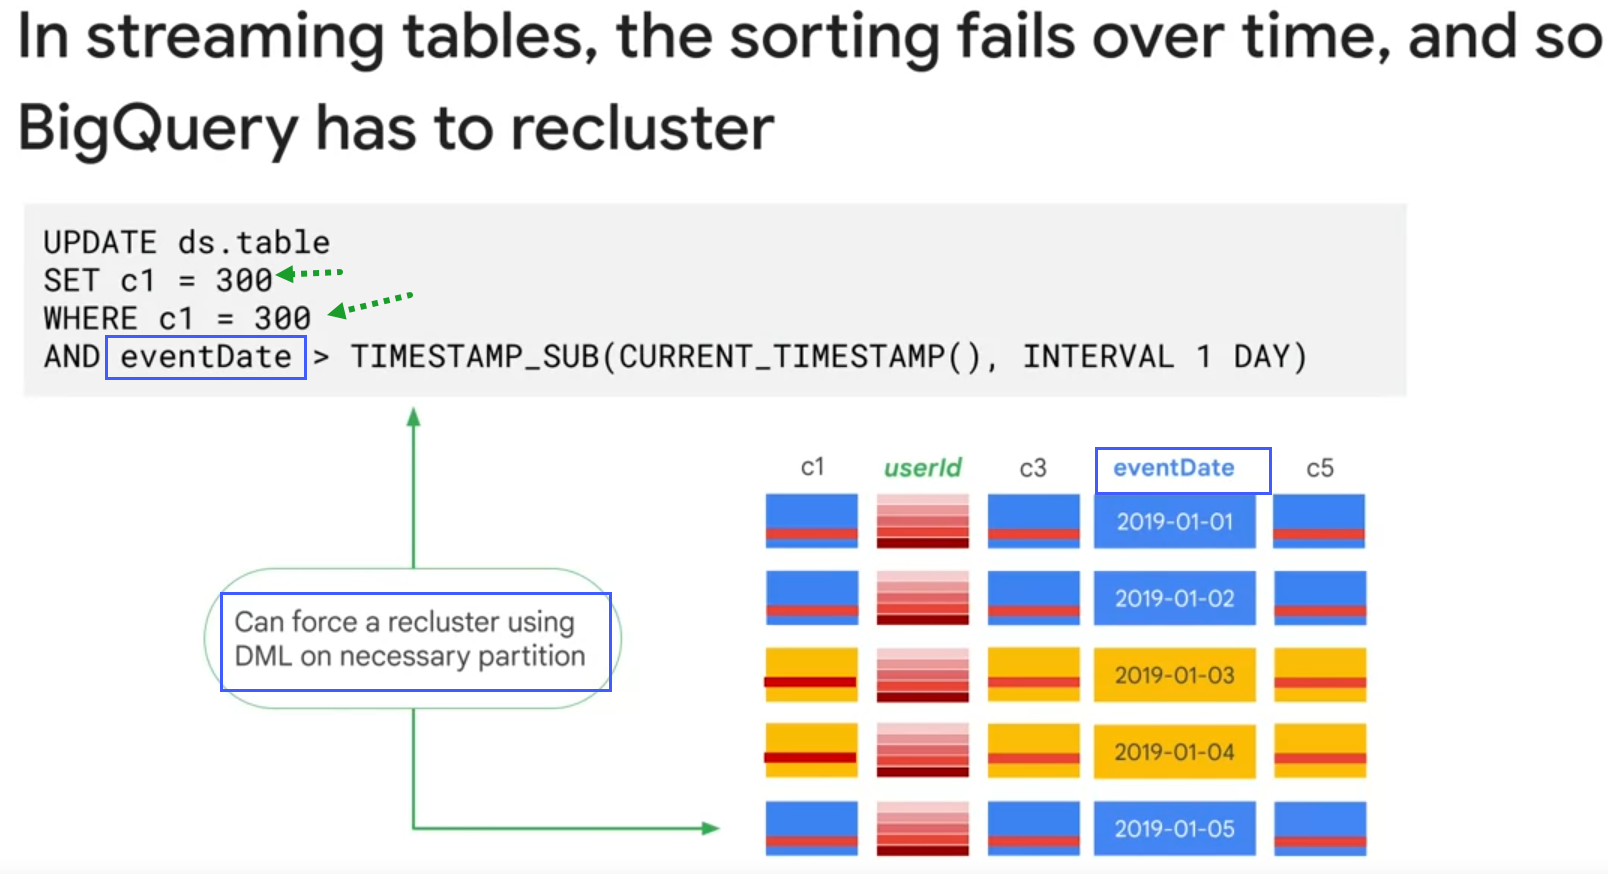 In streaming tables, the sorting fails over time, and so
BigQuery has to recluster
UPDATE ds.table
SET c1 = 300
WHERE c1 = 300
AND eventDate > TIMESTAMP_SUB(CURRENT_TIMESTAMP(), INTERVAL 1 DAY)
Can force a recluster using
DML on necessary partition
c1 userId c3 eventDate c5
2019-01-01
2019-01-02
2019-01-03
2019-01-04
2019-01-05